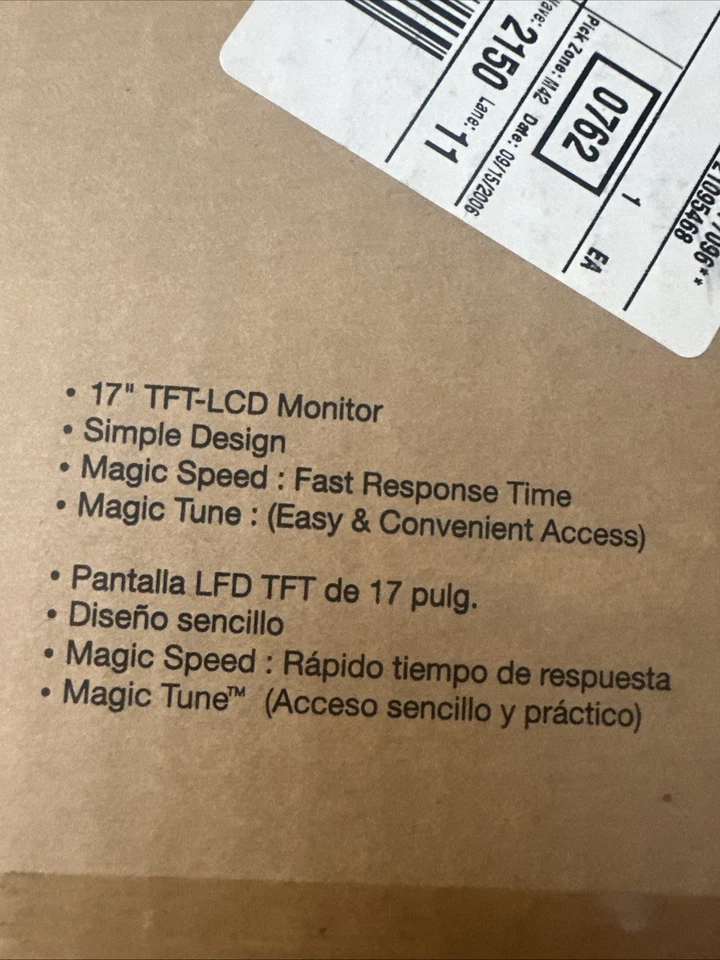 2150 Lane: 11
Pick Zone: M42 Date: 09/15/2006
0762
1
EA
7096**
21095468
• 17" TFT-LCD Monitor
• Simple Design
• Magic Speed : Fast Response Time
• Magic Tune : (Easy & Convenient Access)
• Pantalla LFD TFT de 17 pulg.
• Diseño sencillo
• Magic Speed : Rápido tiempo de respuesta
• Magic Tune™ (Acceso sencillo y práctico)